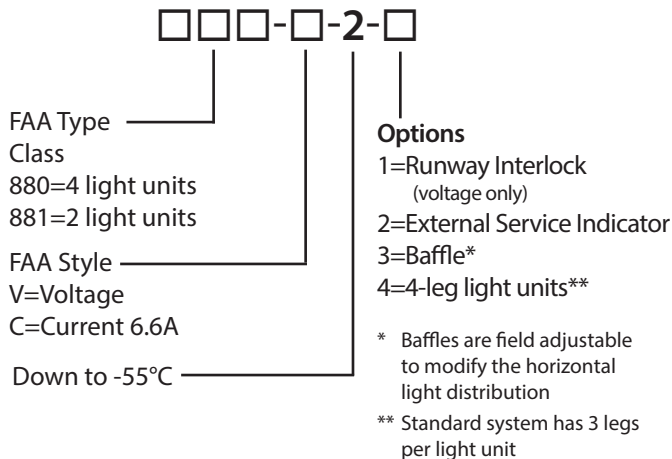 □□□-□-2-□
FAA Type
Class
880=4 light units
881=2 light units
FAA Style
V=Voltage
C=Current 6.6A
Down to -55°C
Options
1=Runway Interlock
(voltage only)
2=External Service Indicator
3=Baffle*
4=4-leg light units**
* Baffles are field adjustable
to modify the horizontal
light distribution
** Standard system has 3 legs
per light unit